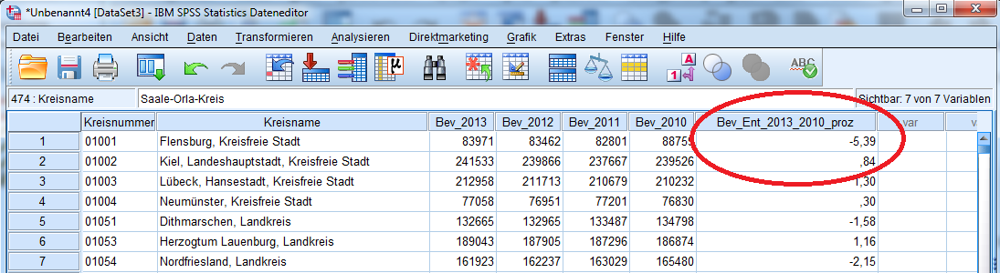 *Unbenannt4 [DataSet3] - IBM SPSS Statistics Dateneditor
Datei Bearbeiten Ansicht Daten Transformieren Analysieren Direktmarketing Grafik Extras Fenster Hilfe
1 A ABC
474 : Kreisname Saale-Orla-Kreis Sichtbar: 7 von 7 Variablen
Kreisnummer Kreisname Bev_2013 Bev_2012 Bev_2011 Bev_2010 Bev_Ent_2013_2010_proz var
1 01001 Flensburg, Kreisfreie Stadt 83971 83462 82801 88759 -5,39
2 01002 Kiel, Landeshauptstadt, Kreisfreie Stadt 241533 239866 237667 239526 ,84
3 01003 Lübeck, Hansestadt, Kreisfreie Stadt 212958 211713 210679 210232 1,30
4 01004 Neumünster, Kreisfreie Stadt 77058 76951 77201 76830 ,30
5 01051 Dithmarschen, Landkreis 132665 132965 133487 134798 -1,58
6 01053 Herzogtum Lauenburg, Landkreis 189043 187905 187296 186874 1,16
7 01054 Nordfriesland, Landkreis 161923 162237 163029 165480 -2,15